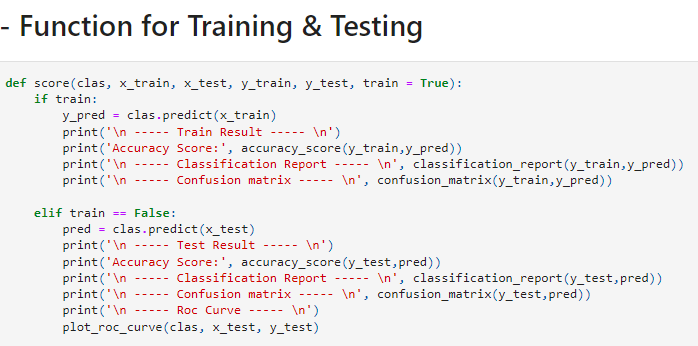 - Function for Training & Testing
def score(clas, x_train, x_test, y_train, y_test, train = True):
    if train:
        y_pred = clas.predict(x_train)
        print('\n ----- Train Result ----- \n')
        print('Accuracy Score:', accuracy_score(y_train,y_pred))
        print('\n ----- Classification Report ----- \n', classification_report(y_train,y_pred))
        print('\n ----- Confusion matrix ----- \n', confusion_matrix(y_train,y_pred))
    elif train == False:
        pred = clas.predict(x_test)
        print('\n ----- Test Result ----- \n')
        print('Accuracy Score:', accuracy_score(y_test,pred))
        print('\n ----- Classification Report ----- \n', classification_report(y_test,pred))
        print('\n ----- Confusion matrix ----- \n', confusion_matrix(y_test,pred))
        print('\n ----- Roc Curve ----- \n')
        plot_roc_curve(clas, x_test, y_test)